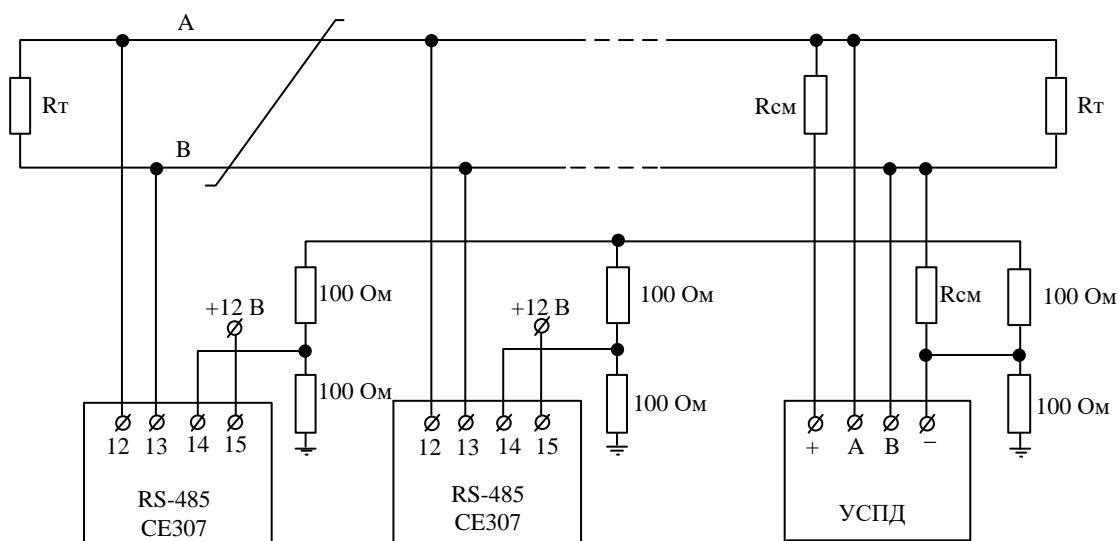 A
Rт
Rсм
Rт
B
100 Ом
100 Ом
Rсм
100 Ом
+12 В
+12 В
100 Ом
100 Ом
100 Ом
12 13 14 15
12 13 14 15
+ A B −
RS-485
CE307
RS-485
CE307
УСПД